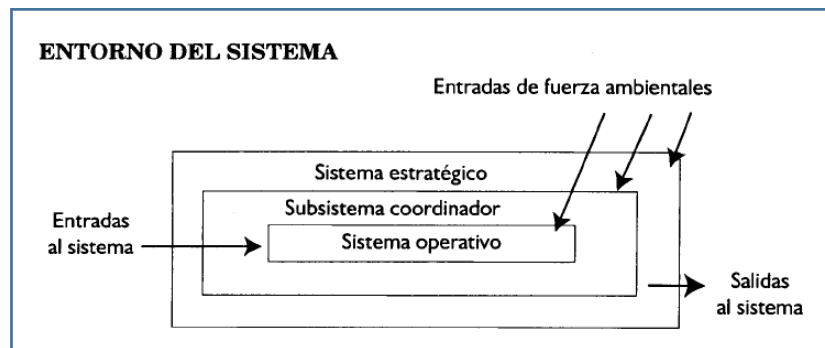 ENTORNO DEL SISTEMA
Entradas de fuerza ambientales
Sistema estratégico
Subsistema coordinador
Sistema operativo
Entradas
al sistema
Salidas
al sistema